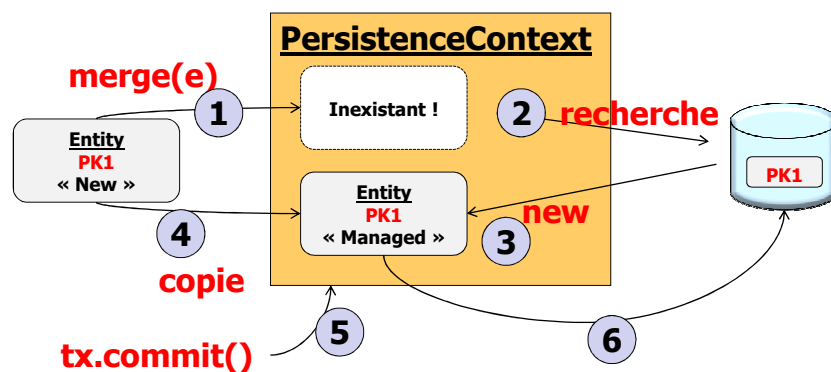 PersistenceContext
merge(e)
1
Inexistant !
2
recherche
Entity
PK1
« New »
Entity
PK1
« Managed »
PK1
new
3
4
copie
5
6
tx.commit()